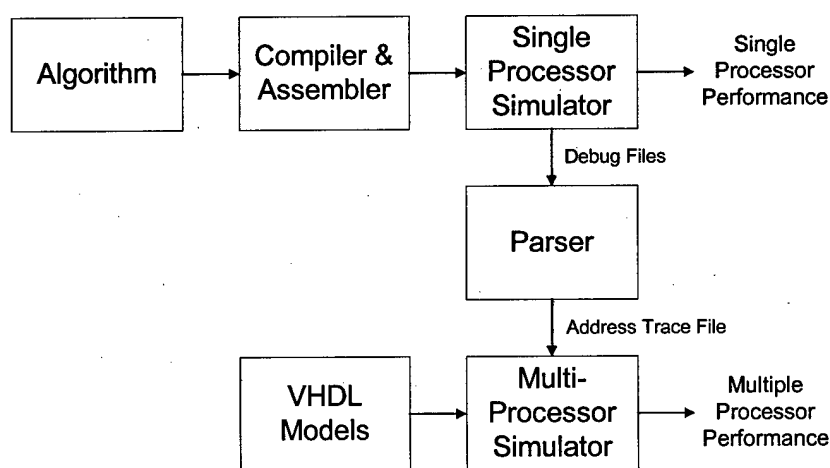 Algorithm
Compiler &
Assembler
Single
Processor
Simulator
Single
Processor
Performance
Debug Files
Parser
Address Trace File
VHDL
Models
Multi-
Processor
Simulator
Multiple
Processor
Performance